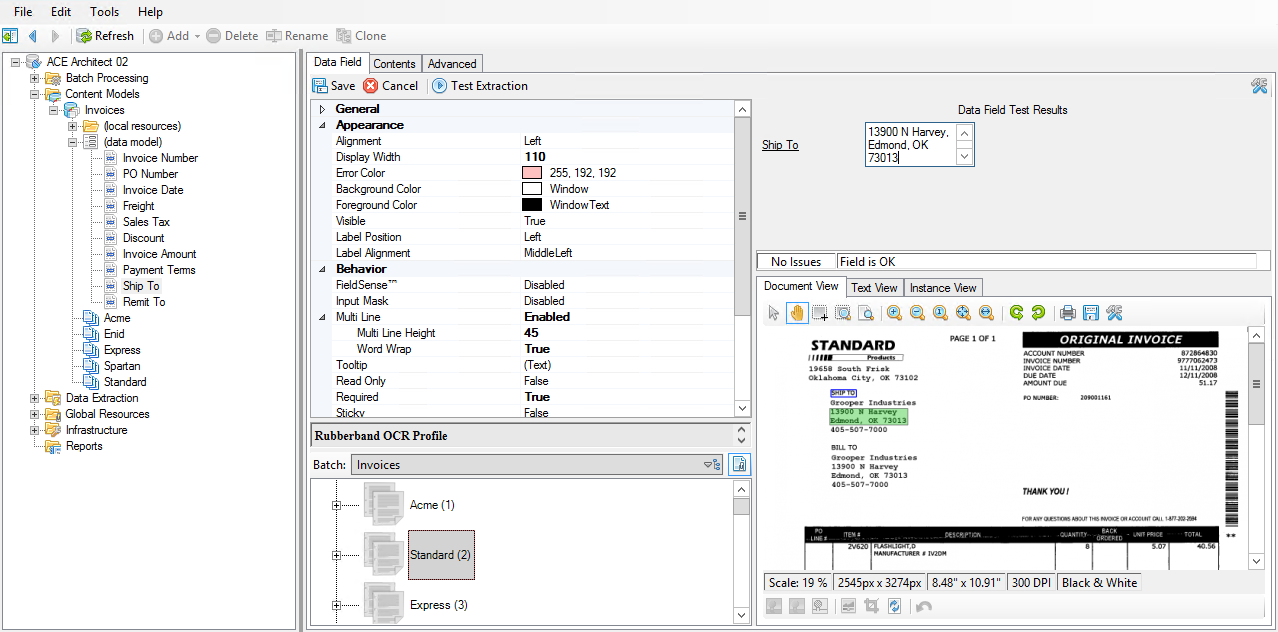 File Edit Tools Help
Refresh Add Delete Rename Clone
ACE Architect 02
Batch Processing
Content Models
Invoices
(local resources)
(data model)
Invoice Number
PO Number
Invoice Date
Freight
Sales Tax
Discount
Invoice Amount
Payment Terms
Ship To
Remit To
Acme
Enid
Express
Spartan
Standard
Data Extraction
Global Resources
Infrastructure
Reports
Data Field Contents Advanced
Save Cancel Test Extraction
General
Appearance
Alignment Left
Display Width 110
Error Color 255, 192, 192
Background Color Window
Foreground Color WindowText
Visible True
Label Position Left
Label Alignment MiddleLeft
Behavior
FieldSense™ Disabled
Input Mask Disabled
Multi Line Enabled
Multi Line Height 45
Word Wrap True
Tooltip (Text)
Read Only False
Required True
Sticky False
Rubberband OCR Profile
Batch: Invoices
Acme (1)
Standard (2)
Express (3)
Data Field Test Results
Ship To
13900 N Harvey,
Edmond, OK
73013
No Issues Field is OK
Document View Text View Instance View
STANDARD
Products
19658 South Frisk
Oklahoma City, OK 73102
PAGE 1 OF 1
ORIGINAL INVOICE
ACCOUNT NUMBER 872864830
INVOICE NUMBER 9777062473
INVOICE DATE 11/11/2008
DUE DATE 12/11/2008
AMOUNT DUE 51.17
PO NUMBER: 209001161
SHIP TO
Grooper Industries
13900 N Harvey
Edmond, OK 73013
405-507-7000
BILL TO
Grooper Industries
13900 N Harvey
Edmond, OK 73013
405-507-7000
THANK YOU !
FOR ANY QUESTIONS ABOUT THIS INVOICE OR ACCOUNT CALL 1-877-202-2594
PO LINE # ITEM # DESCRIPTION QUANTITY BACK ORDERED UNIT PRICE TOTAL
**
2V620 FLASHLIGHT,D 8 5.07 40.56
MANUFACTURER # IV2DM
Scale: 19 % 2545px x 3274px 8.48" x 10.91" 300 DPI Black & White